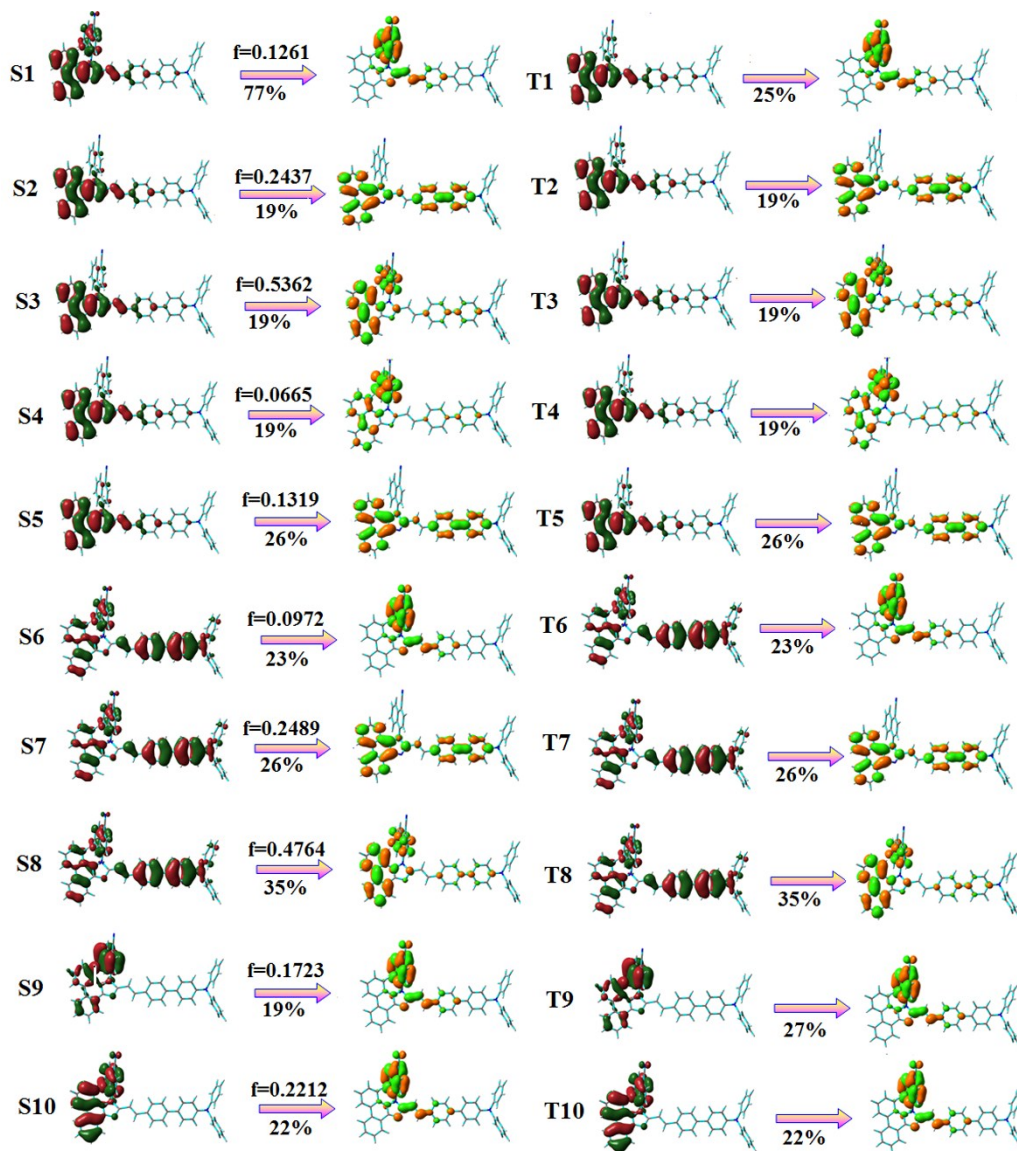 S1 f=0.1261 77% T1 25%
S2 f=0.2437 19% T2 19%
S3 f=0.5362 19% T3 19%
S4 f=0.0665 19% T4 19%
S5 f=0.1319 26% T5 26%
S6 f=0.0972 23% T6 23%
S7 f=0.2489 26% T7 26%
S8 f=0.4764 35% T8 35%
S9 f=0.1723 19% T9 27%
S10 f=0.2212 22% T10 22%